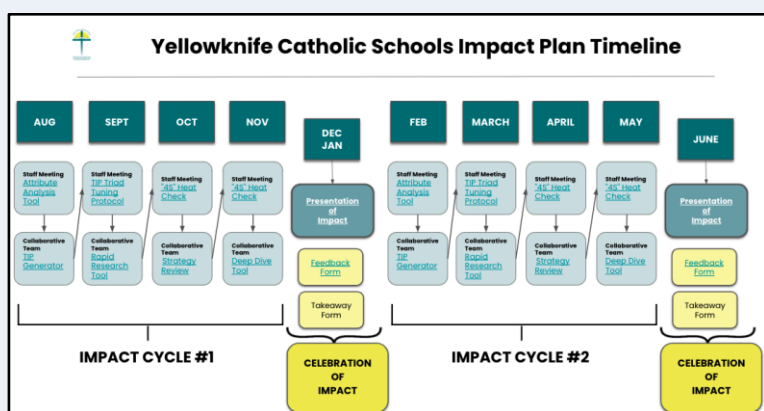 Yellowknife Catholic Schools Impact Plan Timeline
AUG
SEPT
OCT
NOV
DEC
JAN
FEB
MARCH
APRIL
MAY
JUNE
Staff Meeting
Attribute
Analysis
Tool
Staff Meeting
TIP Triad
Tuning
Protocol
Staff Meeting
"4S" Heat
Check
Staff Meeting
"4S" Heat
Check
Presentation
of
Impact
Staff Meeting
Attribute
Analysis
Tool
Staff Meeting
TIP Triad
Tuning
Protocol
Staff Meeting
"4S" Heat
Check
Staff Meeting
"4S" Heat
Check
Presentation
of
Impact
Collaborative
Team
TIP
Generator
Collaborative
Team
Rapid
Research
Tool
Collaborative
Team
Strategy
Review
Collaborative
Team
Deep Dive
Tool
Feedback
Form
Collaborative
Team
TIP
Generator
Collaborative
Team
Rapid
Research
Tool
Collaborative
Team
Strategy
Review
Collaborative
Team
Deep Dive
Tool
Feedback
Form
Takeaway
Form
Takeaway
Form
IMPACT CYCLE #1
CELEBRATION
OF
IMPACT
IMPACT CYCLE #2
CELEBRATION
OF
IMPACT